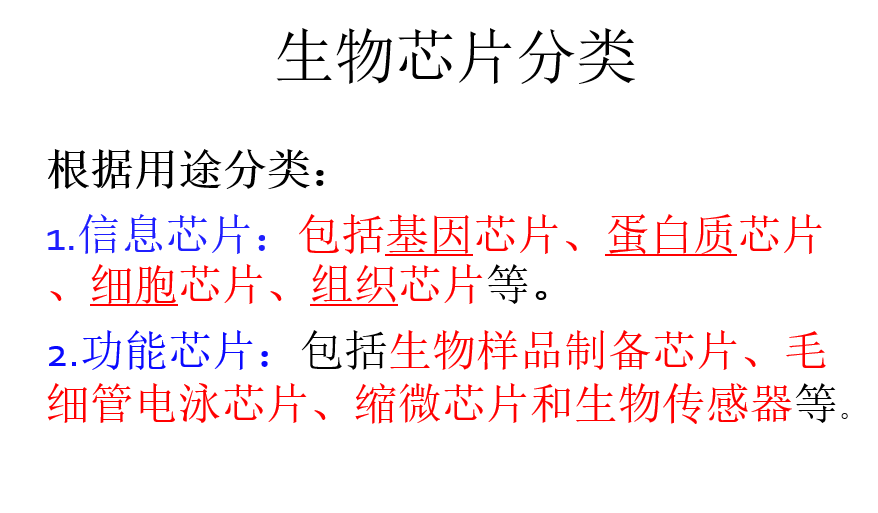 生物芯片分类
根据用途分类：
1.信息芯片：包括基因芯片、蛋白质芯片
、细胞芯片、组织芯片等。
2.功能芯片：包括生物样品制备芯片、毛
细管电泳芯片、缩微芯片和生物传感器等。